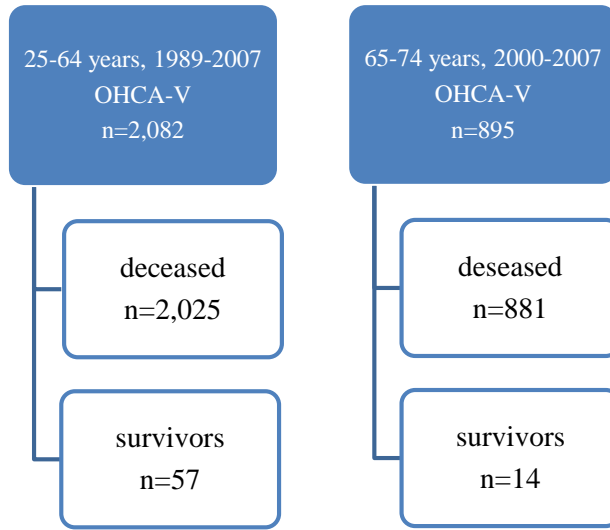 25-64 years, 1989-2007
OHCA-V
n=2,082
deceased
n=2,025
survivors
n=57
65-74 years, 2000-2007
OHCA-V
n=895
deseased
n=881
survivors
n=14